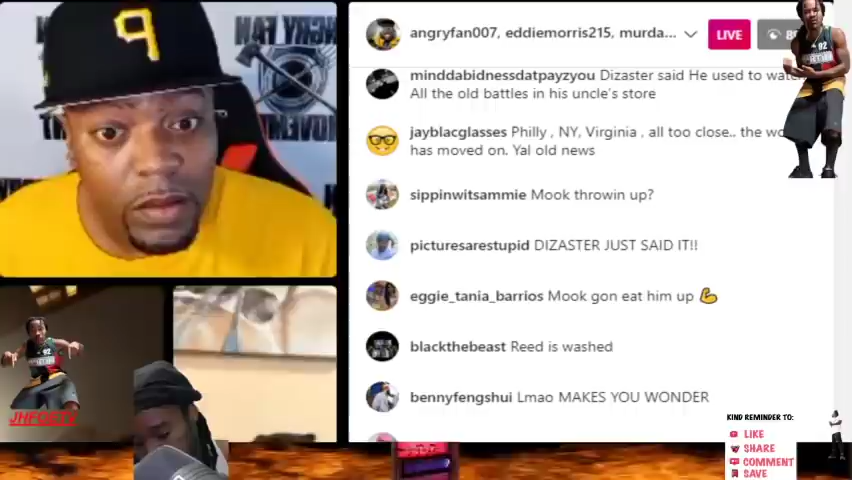 angryfan007, eddiemorris215, murda...
LIVE
minddabidnessdatpayzyou Dizaster said He used to
All the old battles in his uncle's store
jayblacglasses Philly , NY, Virginia , all too close.. the
has moved on. Yal old news
sippinwitsammie Mook throwin up?
picturesarestupid DIZASTER JUST SAID IT!!
eggie_tania_barrios Mook gon eat him up 💪
blackthebeast Reed is washed
bennyfengshui Lmao MAKES YOU WONDER
92
JHFOETV
KIND REMINDER TO:
LIKE
SHARE
COMMENT
SAVE